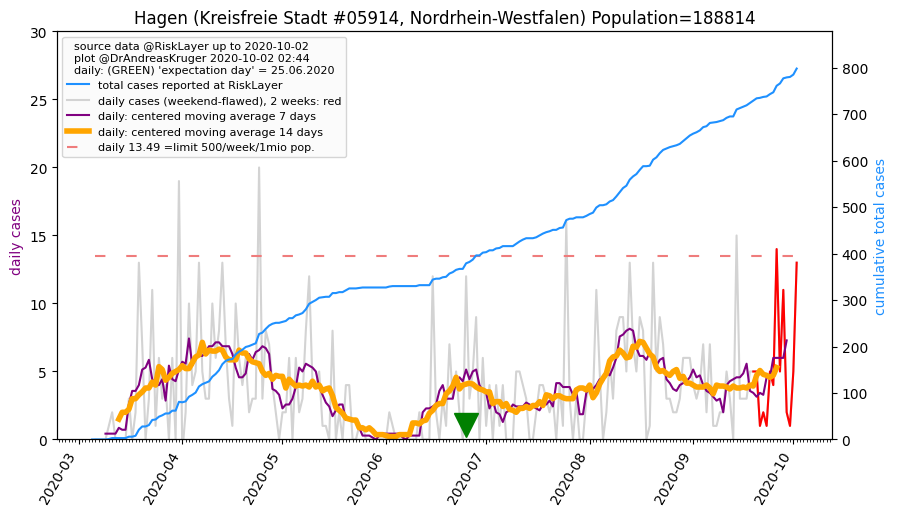 Hagen (Kreisfreie Stadt #05914, Nordrhein-Westfalen) Population=188814
source data @RiskLayer up to 2020-10-02
plot @DrAndreasKruger 2020-10-02 02:44
daily: (GREEN) 'expectation day' = 25.06.2020
total cases reported at RiskLayer
daily cases (weekend-flawed), 2 weeks: red
daily: centered moving average 7 days
daily: centered moving average 14 days
daily 13.49 =limit 500/week/1mio pop.
daily cases
30
25
20
15
10
5
0
cumulative total cases
800
700
600
500
400
300
200
100
0
2020-03
2020-04
2020-05
2020-06
2020-07
2020-08
2020-09
2020-10